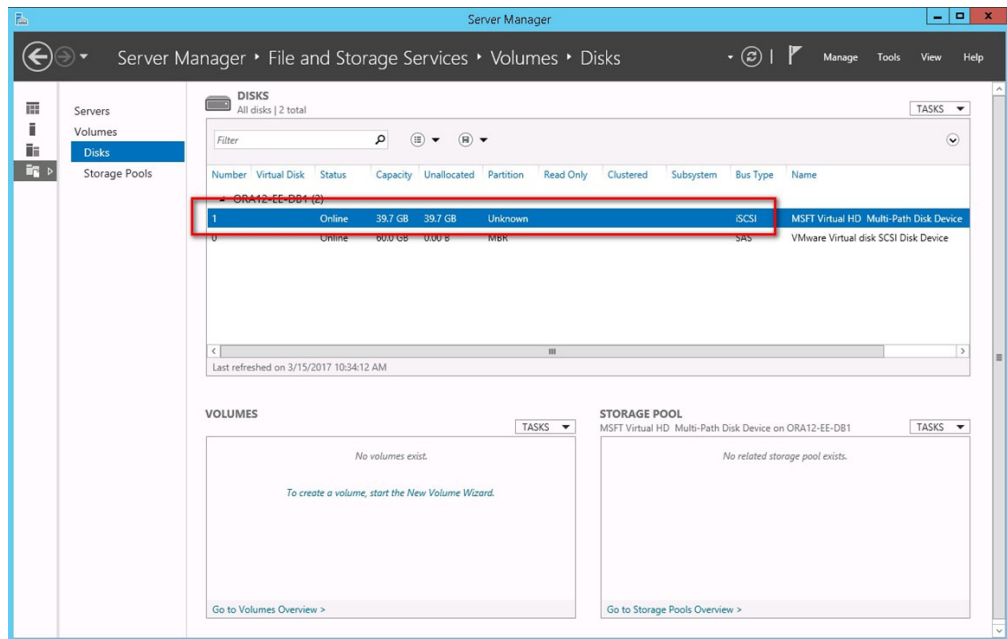 Server Manager
Server Manager ‣ File and Storage Services ‣ Volumes ‣ Disks
Manage Tools View Help
Servers
Volumes
Disks
Storage Pools
DISKS
All disks | 2 total
TASKS
Filter
Number Virtual Disk Status Capacity Unallocated Partition Read Only Clustered Subsystem Bus Type Name
ORA12-EE-DB1 (2)
1 Online 39.7 GB 39.7 GB Unknown iSCSI MSFT Virtual HD Multi-Path Disk Device
0 Online 60.0 GB 0.00 B MBR SAS VMware Virtual disk SCSI Disk Device
Last refreshed on 3/15/2017 10:34:12 AM
VOLUMES
TASKS
No volumes exist.
To create a volume, start the New Volume Wizard.
Go to Volumes Overview >
STORAGE POOL
MSFT Virtual HD Multi-Path Disk Device on ORA12-EE-DB1
TASKS
No related storage pool exists.
Go to Storage Pools Overview >